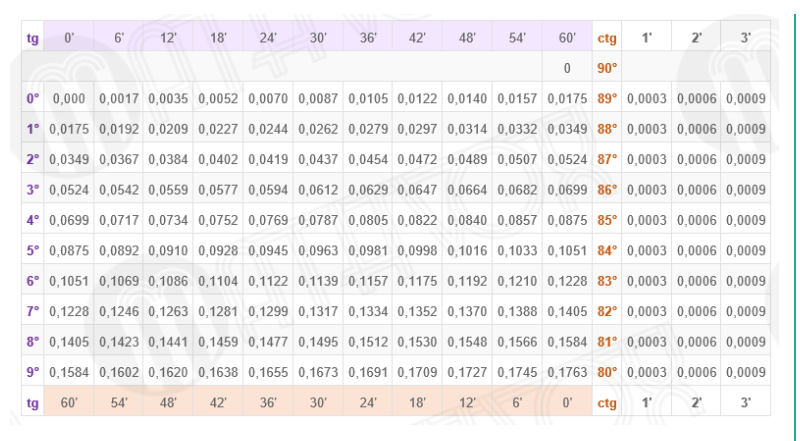 tg 0' 6' 12' 18' 24' 30' 36' 42' 48' 54' 60' ctg 1' 2' 3'
0 90°
0° 0,000 0,0017 0,0035 0,0052 0,0070 0,0087 0,0105 0,0122 0,0140 0,0157 0,0175 89° 0,0003 0,0006 0,0009
1° 0,0175 0,0192 0,0209 0,0227 0,0244 0,0262 0,0279 0,0297 0,0314 0,0332 0,0349 88° 0,0003 0,0006 0,0009
2° 0,0349 0,0367 0,0384 0,0402 0,0419 0,0437 0,0454 0,0472 0,0489 0,0507 0,0524 87° 0,0003 0,0006 0,0009
3° 0,0524 0,0542 0,0559 0,0577 0,0594 0,0612 0,0629 0,0647 0,0664 0,0682 0,0699 86° 0,0003 0,0006 0,0009
4° 0,0699 0,0717 0,0734 0,0752 0,0769 0,0787 0,0805 0,0822 0,0840 0,0857 0,0875 85° 0,0003 0,0006 0,0009
5° 0,0875 0,0892 0,0910 0,0928 0,0945 0,0963 0,0981 0,0998 0,1016 0,1033 0,1051 84° 0,0003 0,0006 0,0009
6° 0,1051 0,1069 0,1086 0,1104 0,1122 0,1139 0,1157 0,1175 0,1192 0,1210 0,1228 83° 0,0003 0,0006 0,0009
7° 0,1228 0,1246 0,1263 0,1281 0,1299 0,1317 0,1334 0,1352 0,1370 0,1388 0,1405 82° 0,0003 0,0006 0,0009
8° 0,1405 0,1423 0,1441 0,1459 0,1477 0,1495 0,1512 0,1530 0,1548 0,1566 0,1584 81° 0,0003 0,0006 0,0009
9° 0,1584 0,1602 0,1620 0,1638 0,1655 0,1673 0,1691 0,1709 0,1727 0,1745 0,1763 80° 0,0003 0,0006 0,0009
tg 60' 54' 48' 42' 36' 30' 24' 18' 12' 6' 0' ctg 1' 2' 3'